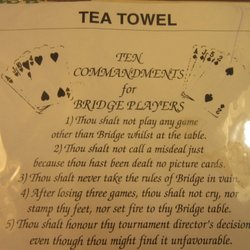 TEA TOWEL
TEN
COMMANDMENTS
for
BRIDGE PLAYERS
1) Thou shalt not play any game
other than Bridge whilst at the table.
2) Thou shalt not call a misdeal just
because thou hast been dealt no picture cards.
3) Thou shalt never take the rules of Bridge in vain.
4) After losing three games, thou shalt not cry, nor
stamp thy feet, nor set fire to thy Bridge table.
5) Thou shalt honour thy tournament director's decision
even though thou might find it unfavourable.